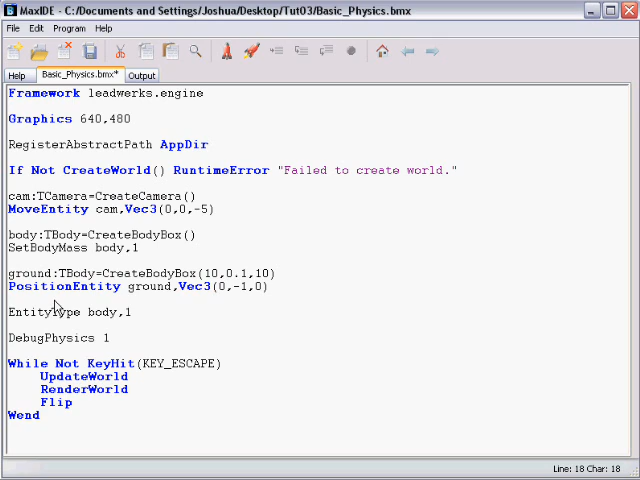 MaxIDE - C:/Documents and Settings/Joshua/Desktop/Tut03/Basic_Physics.bmx
File Edit Program Help
Help Basic_Physics.bmx* Output
Framework leadwerks.engine
Graphics 640,480
RegisterAbstractPath AppDir
If Not CreateWorld() RuntimeError "Failed to create world."
cam:TCamera=CreateCamera()
MoveEntity cam,Vec3(0,0,-5)
body:TBody=CreateBodyBox()
SetBodyMass body,1
ground:TBody=CreateBodyBox(10,0.1,10)
PositionEntity ground,Vec3(0,-1,0)
EntityType body,1
DebugPhysics 1
While Not KeyHit(KEY_ESCAPE)
UpdateWorld
RenderWorld
Flip
Wend
Line: 18 Char: 18